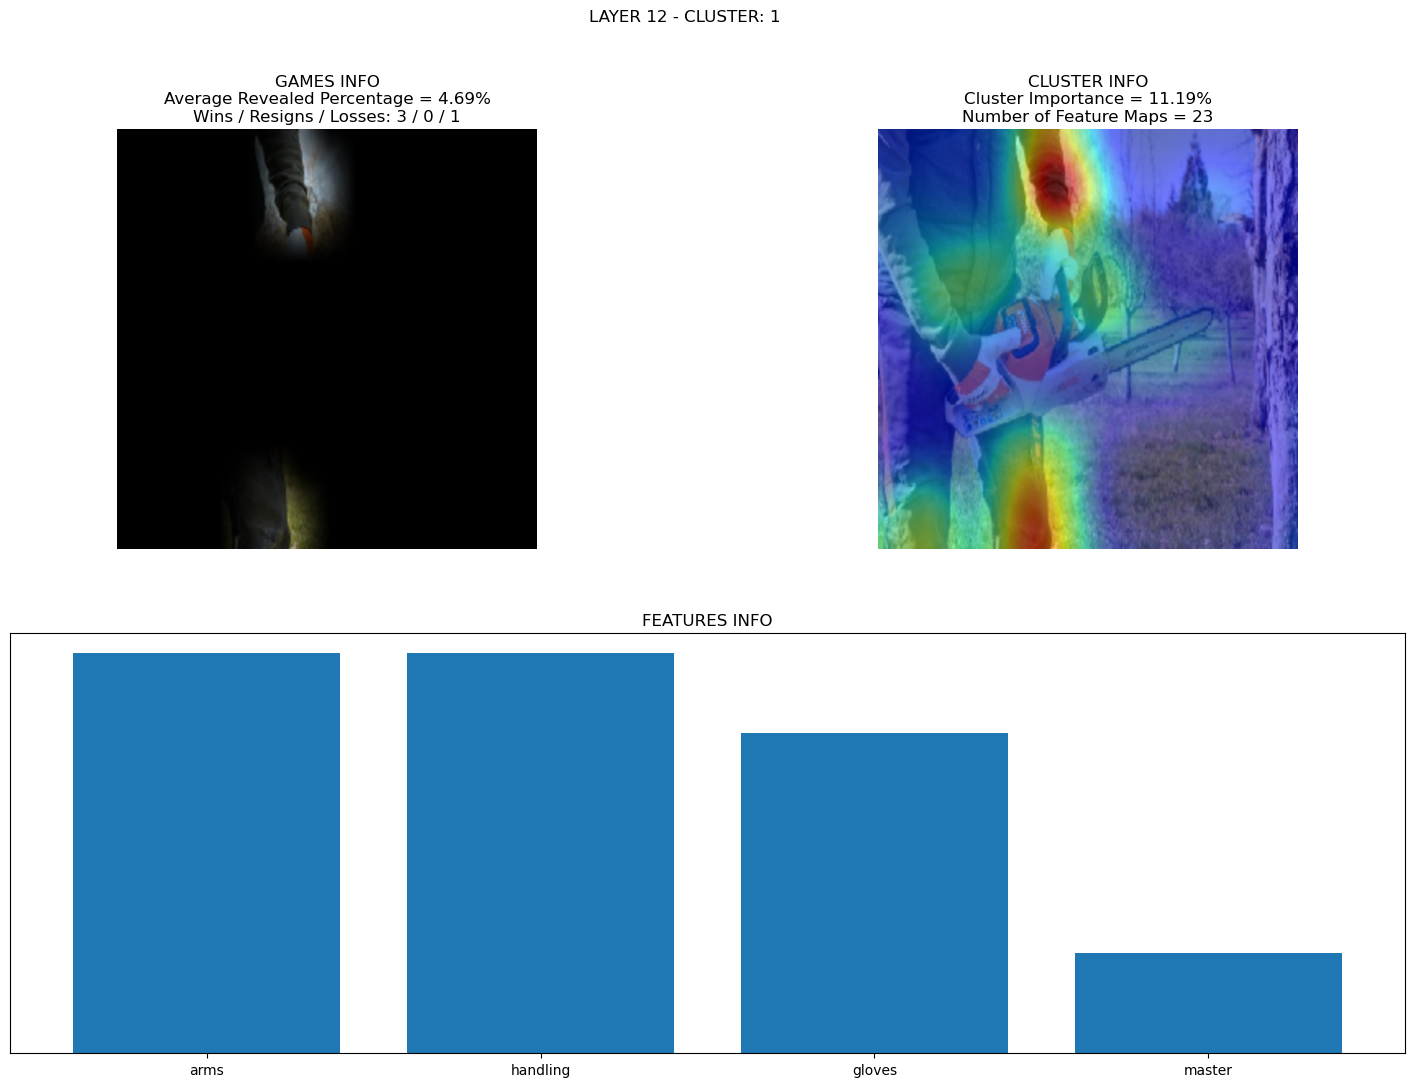 LAYER 12 - CLUSTER: 1
GAMES INFO
Average Revealed Percentage = 4.69%
Wins / Resigns / Losses: 3 / 0 / 1
CLUSTER INFO
Cluster Importance = 11.19%
Number of Feature Maps = 23
FEATURES INFO
arms
handling
gloves
master